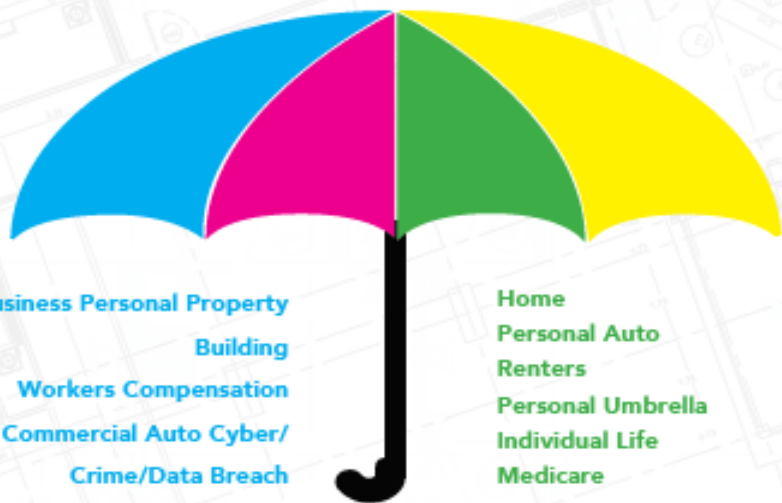 usiness Personal Property
Building
Workers Compensation
Commercial Auto Cyber/
Crime/Data Breach
Home
Personal Auto
Renters
Personal Umbrella
Individual Life
Medicare